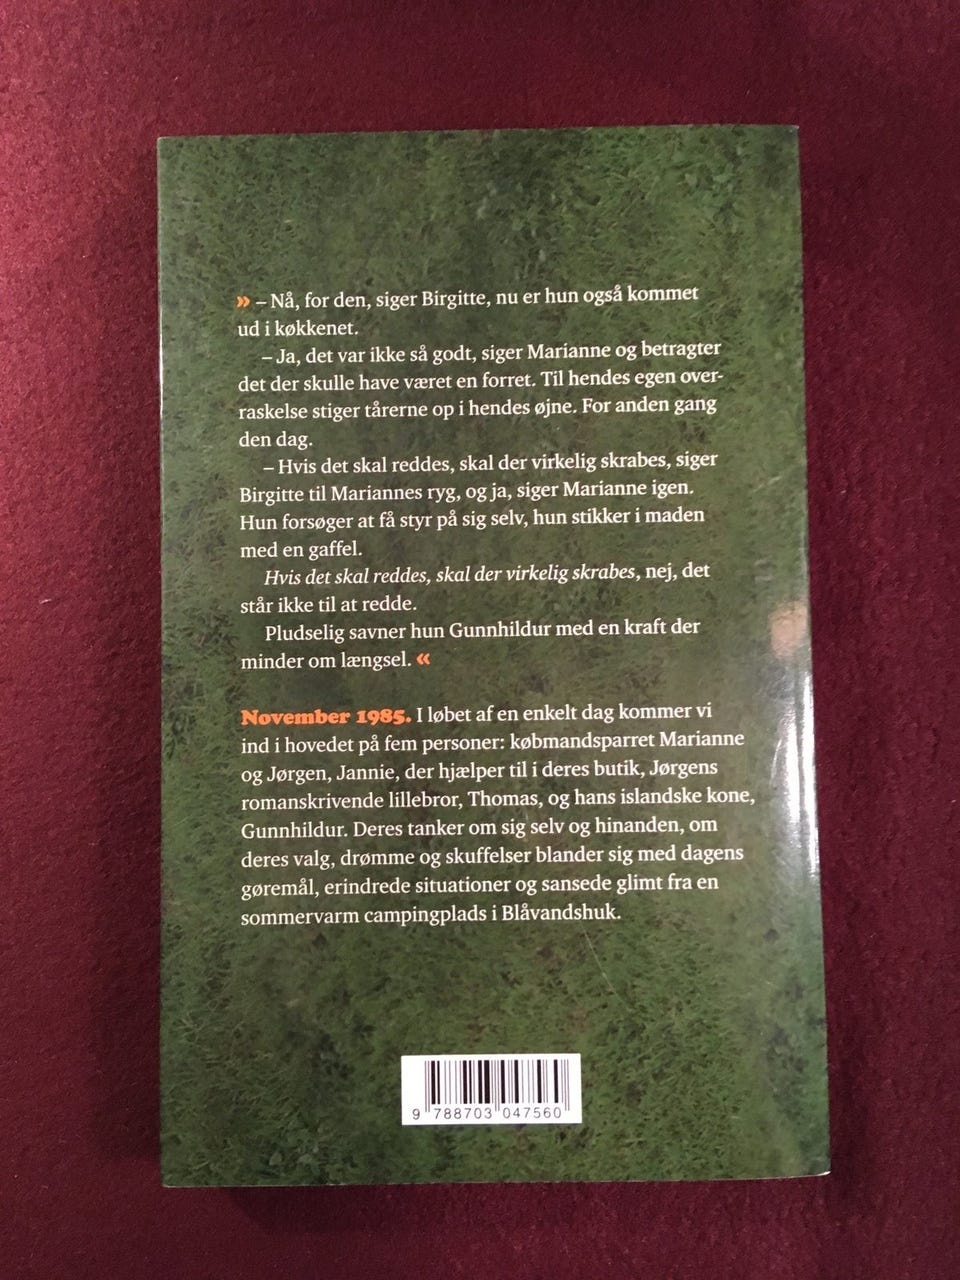 » – Nå, for den, siger Birgitte, nu er hun også kommet
ud i køkkenet.
– Ja, det var ikke så godt, siger Marianne og betragter
det der skulle have været en forret. Til hendes egen over-
raskelse stiger tårerne op i hendes øjne. For anden gang
den dag.
– Hvis det skal reddes, skal der virkelig skrabes, siger
Birgitte til Mariannes ryg, og ja, siger Marianne igen.
Hun forsøger at få styr på sig selv, hun stikker i maden
med en gaffel.
Hvis det skal reddes, skal der virkelig skrabes, nej, det
står ikke til at redde.
Pludselig savner hun Gunnhildur med en kraft der
minder om længsel. «
November 1985. I løbet af en enkelt dag kommer vi
ind i hovedet på fem personer: købmandsparret Marianne
og Jørgen, Jannie, der hjælper til i deres butik, Jørgens
romanskrivende lillebror, Thomas, og hans islandske kone,
Gunnhildur. Deres tanker om sig selv og hinanden, om
deres valg, drømme og skuffelser blander sig med dagens
gøremål, erindrede situationer og sansede glimt fra en
sommervarm campingplads i Blåvandshuk.
9 788703 047560